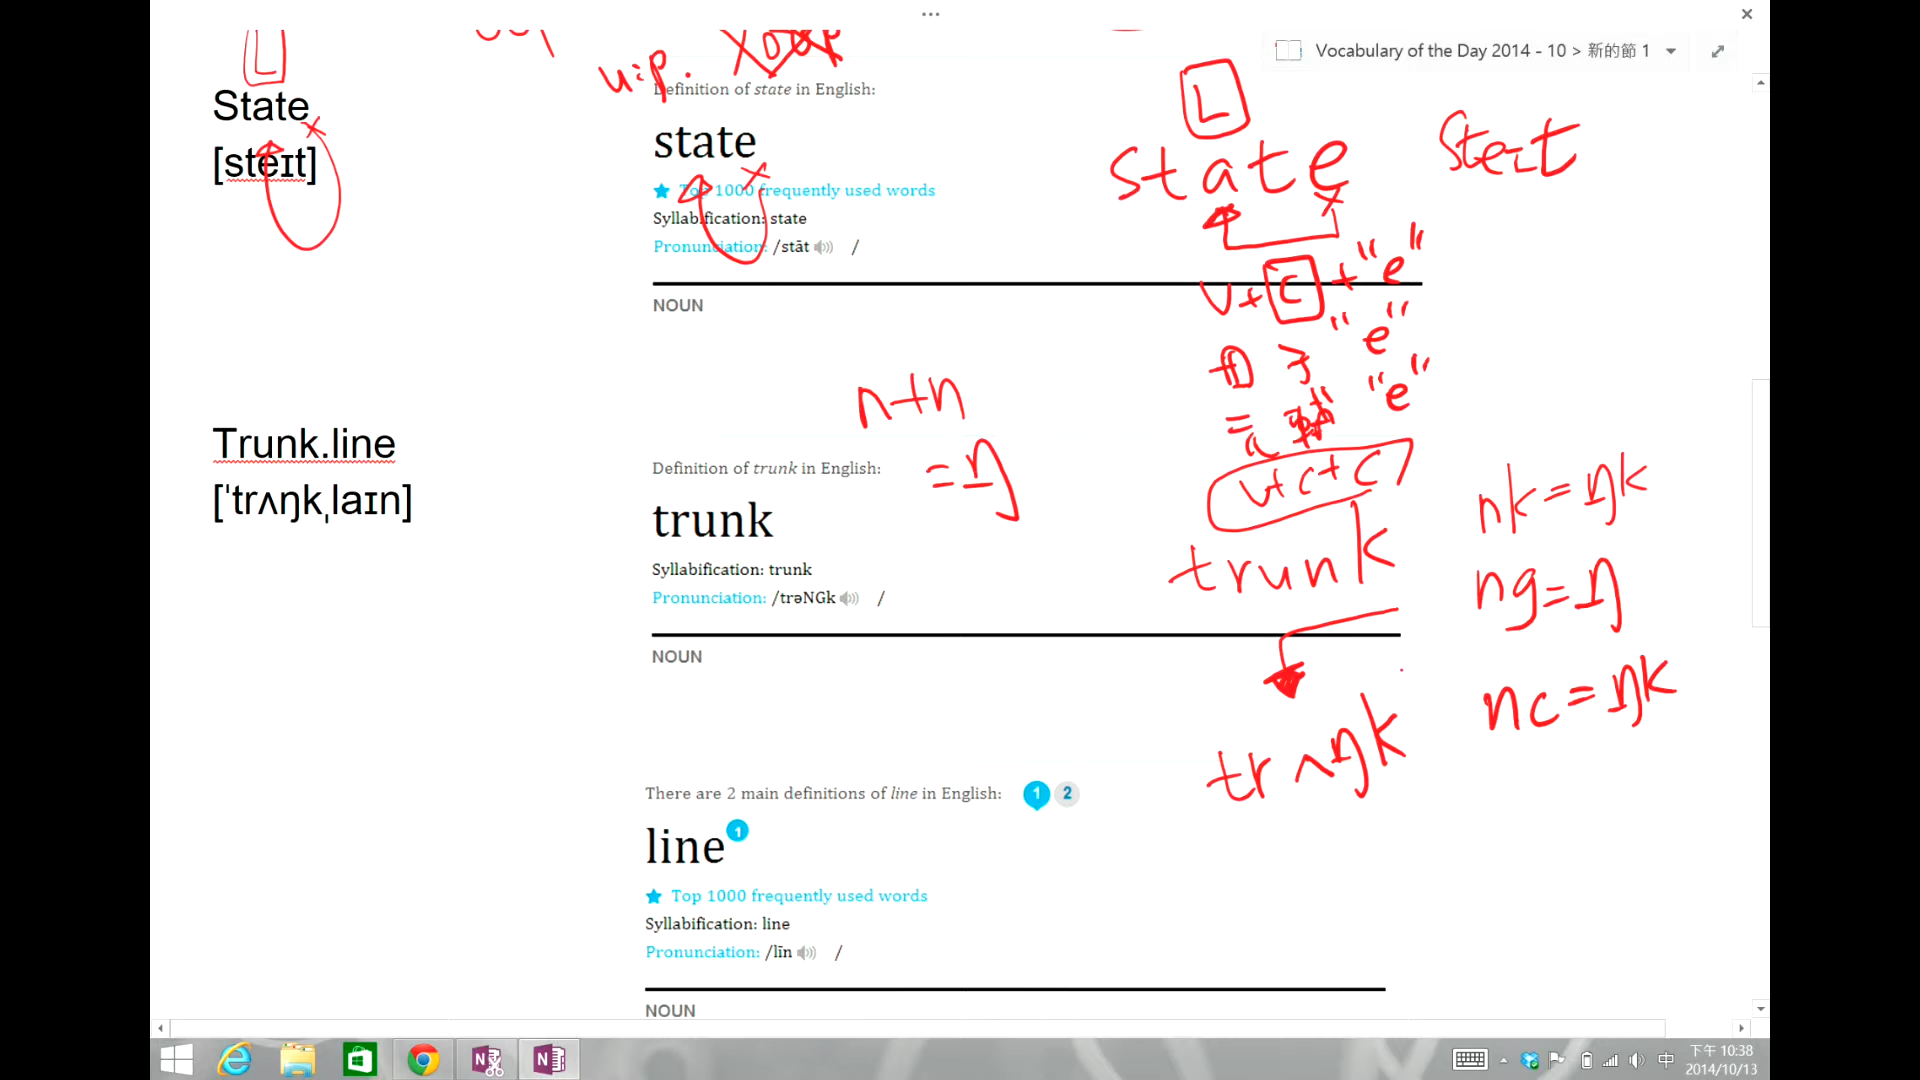 Vocabulary of the Day 2014 - 10 > 新的節 1
L
u:p.
State
[steɪt]
Definition of state in English:
state
Top 1000 frequently used words
Syllabification: state
Pronunciation: /stāt /
NOUN
L
state
steɪt
v+c+"e"
"e"
"e"
v+c+c
n+n
=ŋ
Trunk.line
[ˈtrʌŋkˌlaɪn]
Definition of trunk in English:
trunk
Syllabification: trunk
Pronunciation: /trəNGk /
NOUN
trunk
trʌŋk
nk=ŋk
ng=ŋ
nc=ŋk
There are 2 main definitions of line in English: 1 2
line 1
Top 1000 frequently used words
Syllabification: line
Pronunciation: /līn /
NOUN
中
下午 10:38
2014/10/13